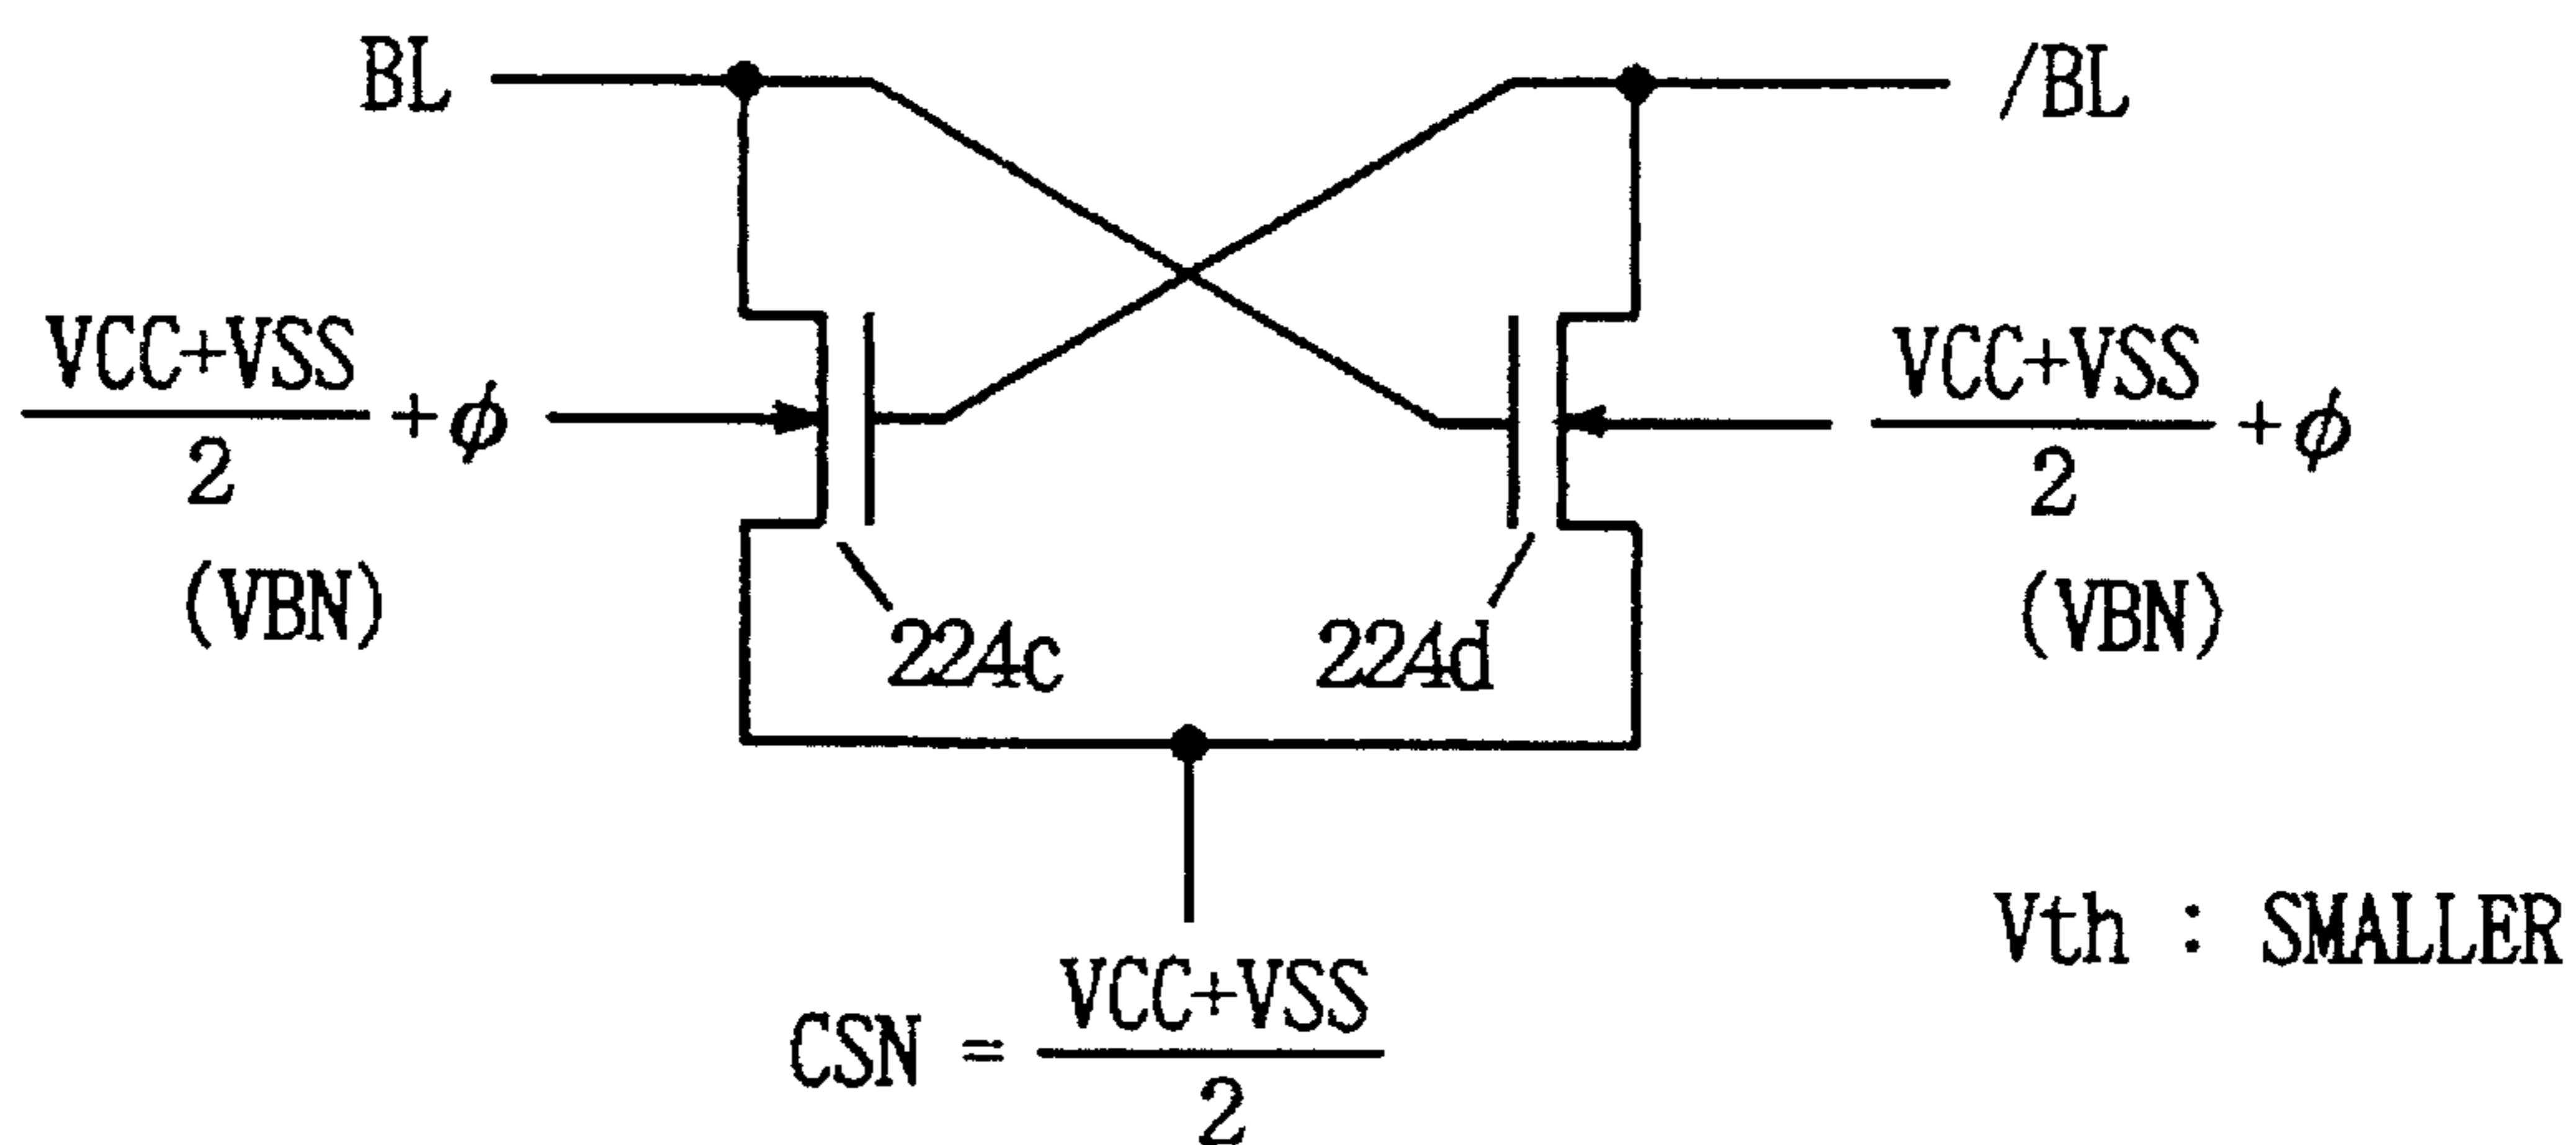 BL
/BL
VCC+VSS
2
+ϕ
(VBN)
VCC+VSS
2
+ϕ
(VBN)
224c
224d
Vth : SMALLER
CSN = VCC+VSS
2